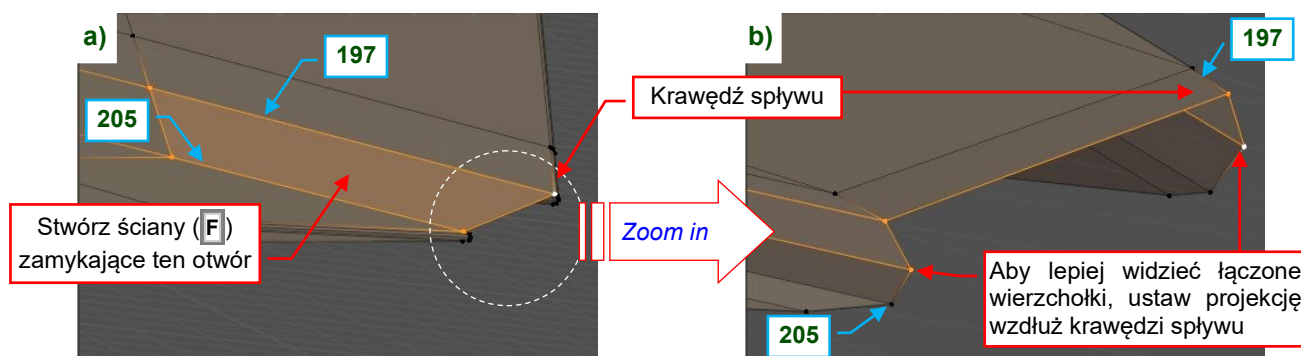 a)
197
205
Stwórz ściany (F)
zamykające ten otwór
Krawędź spływu
Zoom in
b)
197
205
Aby lepiej widzieć łączone
wierzchołki, ustaw projekcję
wzdłuż krawędzi spływu